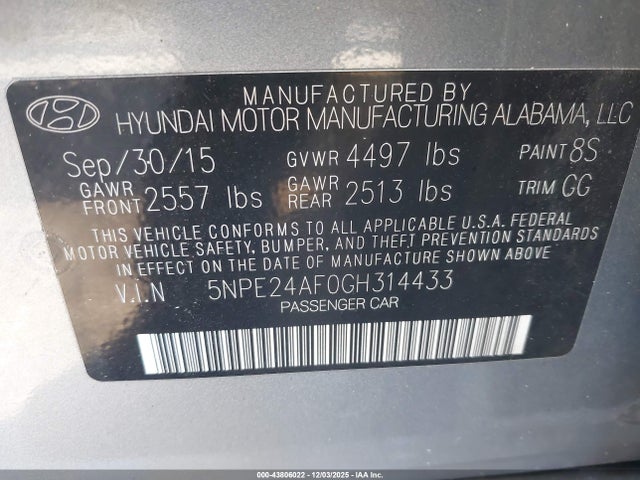 MANUFACTURED BY
HYUNDAI MOTOR MANUFACTURING ALABAMA, LLC
Sep/30/15 GVWR 4497 lbs PAINT 8S
GAWR FRONT 2557 lbs GAWR REAR 2513 lbs TRIM GG
THIS VEHICLE CONFORMS TO ALL APPLICABLE U.S.A. FEDERAL
MOTOR VEHICLE SAFETY, BUMPER, AND THEFT PREVENTION STANDARDS
IN EFFECT ON THE DATE OF MANUFACTURE SHOWN ABOVE
V.I.N 5NPE24AF0GH314433
PASSENGER CAR
000-43806022 - 12/03/2025 - IAA Inc.